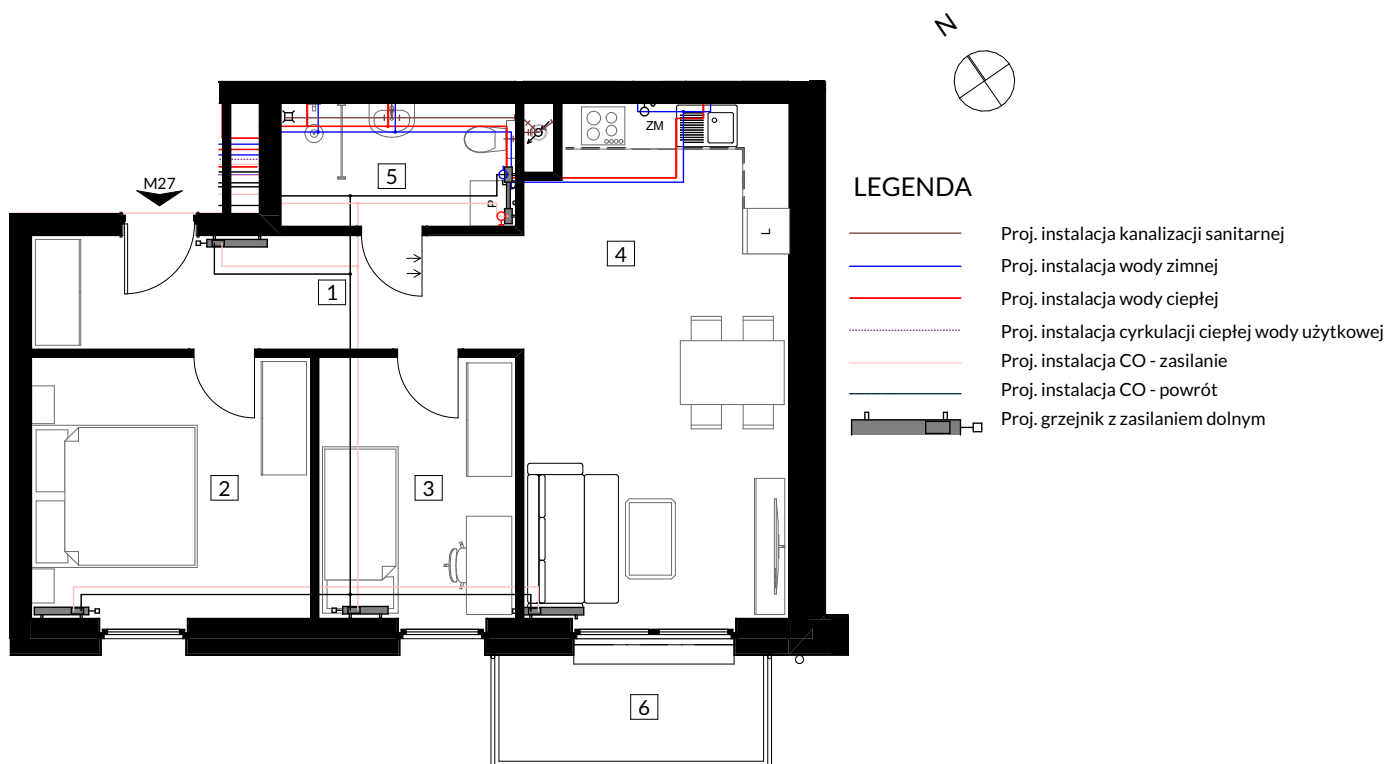 N
ZM
5
P
M27
L
4
1
2
3
6
LEGENDA
Proj. instalacja kanalizacji sanitarnej
Proj. instalacja wody zimnej
Proj. instalacja wody ciepłej
Proj. instalacja cyrkulacji ciepłej wody użytkowej
Proj. instalacja CO - zasilanie
Proj. instalacja CO - powrót
Proj. grzejnik z zasilaniem dolnym